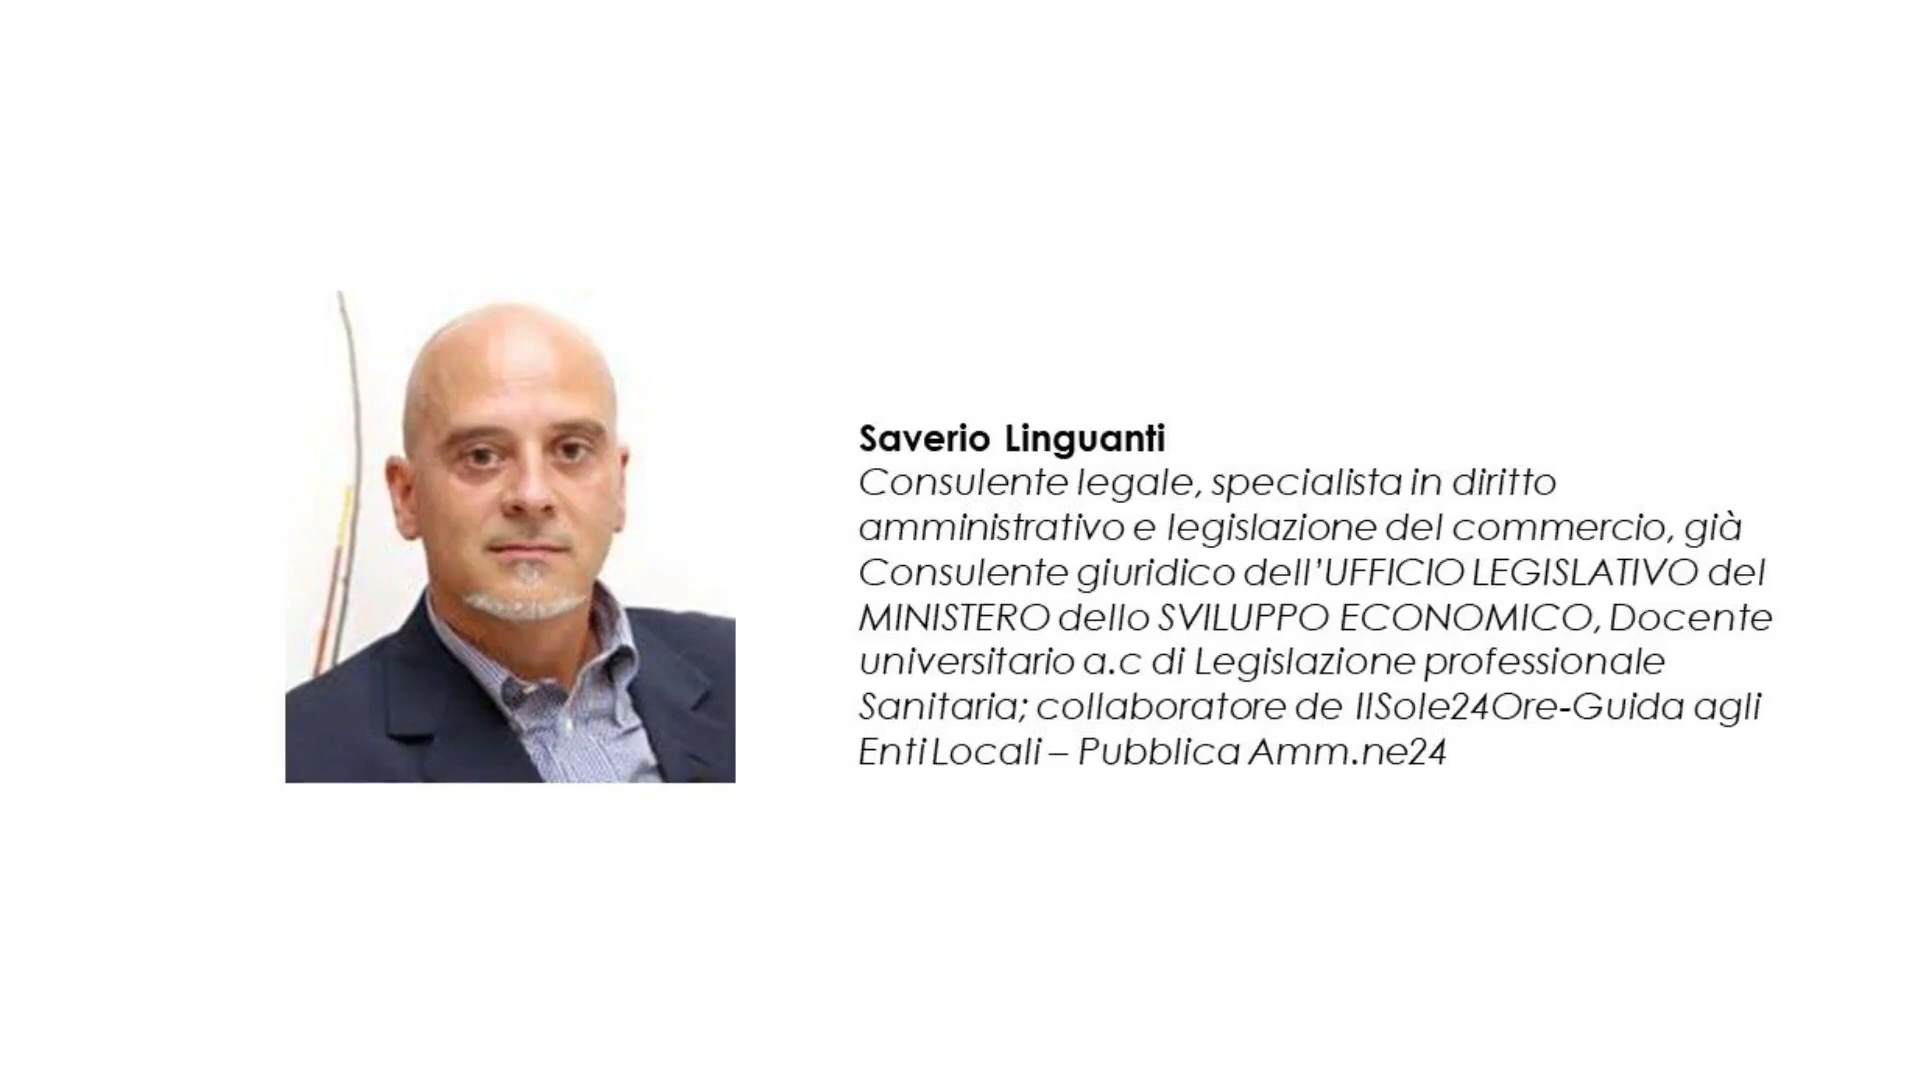 Saverio Linguanti
Consulente legale, specialista in diritto
amministrativo e legislazione del commercio, già
Consulente giuridico dell'UFFICIO LEGISLATIVO del
MINISTERO dello SVILUPPO ECONOMICO, Docente
universitario a.c di Legislazione professionale
Sanitaria; collaboratore de IlSole24Ore-Guida agli
Enti Locali – Pubblica Amm.ne24